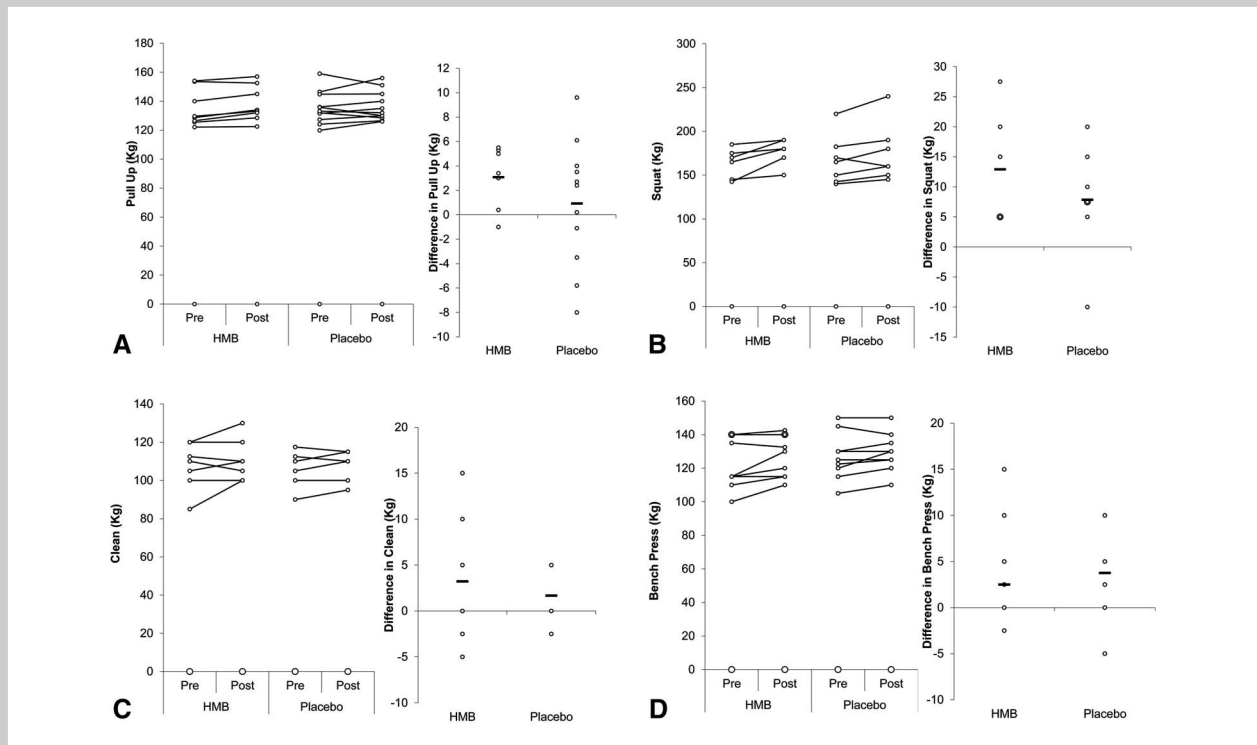 180
160
140
120
100
80
60
40
20
0
Pull Up (Kg)
Pre Post Pre Post
HMB Placebo
A
12
10
8
6
4
2
0
-2
-4
-6
-8
-10
Difference in Pull Up (Kg)
HMB Placebo
300
250
200
150
100
50
0
Squat (Kg)
Pre Post Pre Post
HMB Placebo
B
30
25
20
15
10
5
0
-5
-10
-15
Difference in Squat (Kg)
HMB Placebo
140
120
100
80
60
40
20
0
Clean (Kg)
Pre Post Pre Post
HMB Placebo
C
20
15
10
5
0
-5
-10
Difference in Clean (Kg)
HMB Placebo
160
140
120
100
80
60
40
20
0
Bench Press (Kg)
Pre Post Pre Post
HMB Placebo
D
20
15
10
5
0
-5
-10
Difference in Bench Press (Kg)
HMB Placebo